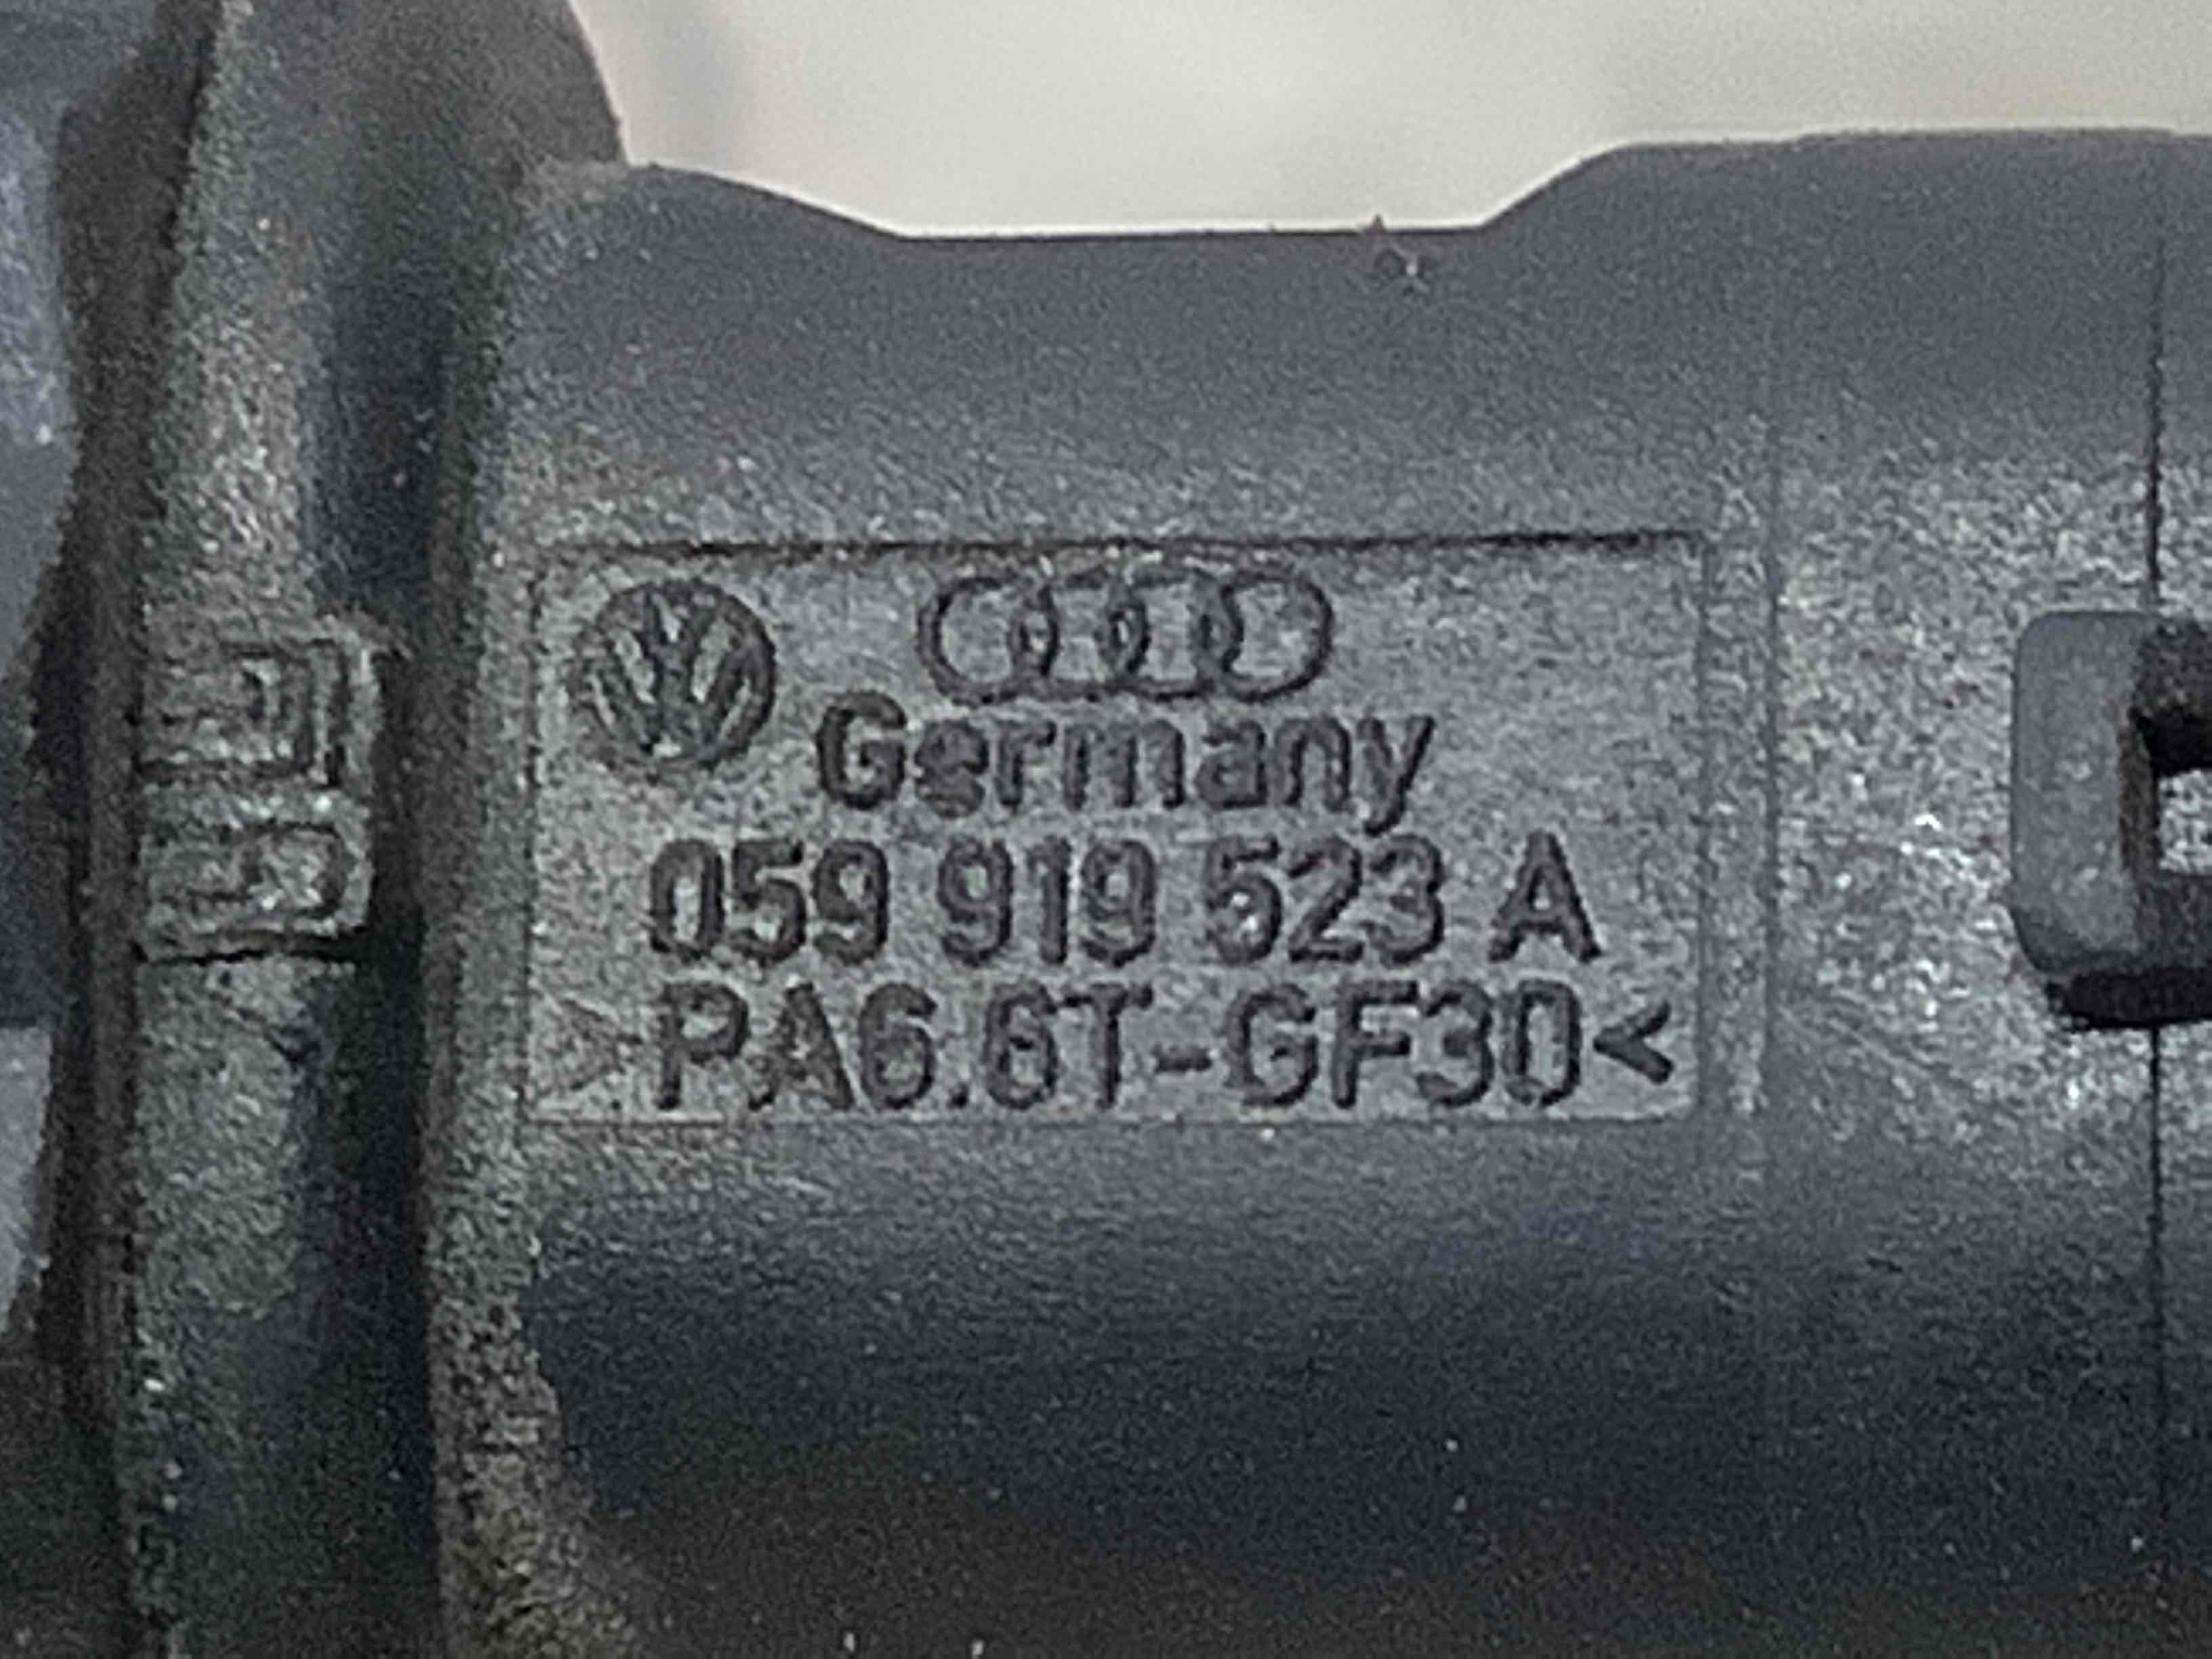 Germany
059 919 523 A
>PA6.6T-GF30<